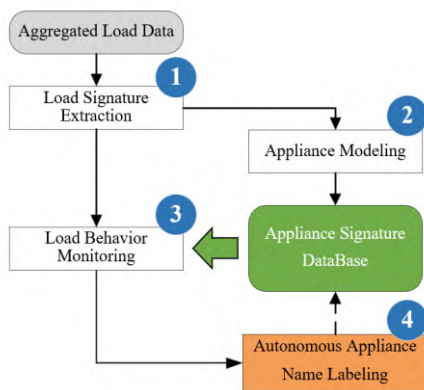 Aggregated Load Data
1
Load Signature
Extraction
2
Appliance Modeling
3
Load Behavior
Monitoring
Appliance Signature
DataBase
4
Autonomous Appliance
Name Labeling